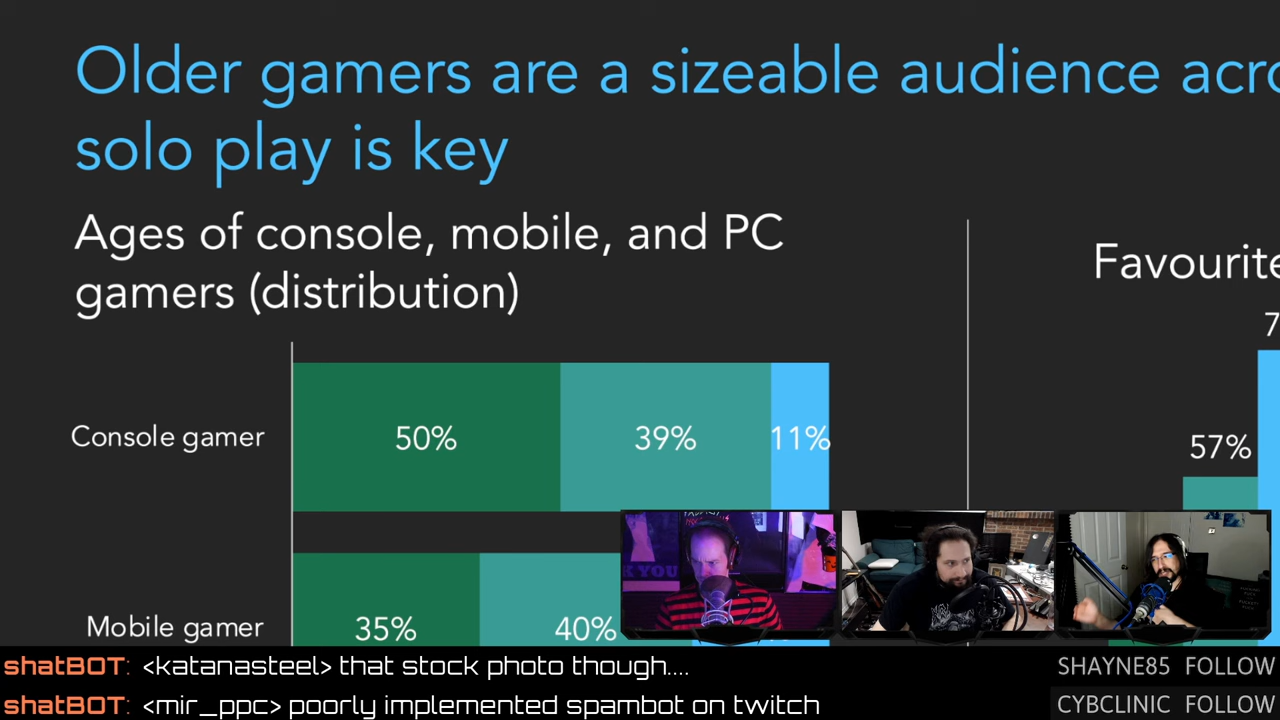 Older gamers are a sizeable audience acro
solo play is key
Ages of console, mobile, and PC
gamers (distribution)
Favourite
7
Console gamer
50%
39%
11%
57%
Mobile gamer
35%
40%
shatBOT: <katanasteel> that stock photo though....
SHAYNE85 FOLLOW
shatBOT: <mir_ppc> poorly implemented spambot on twitch
CYBCLINIC FOLLOW